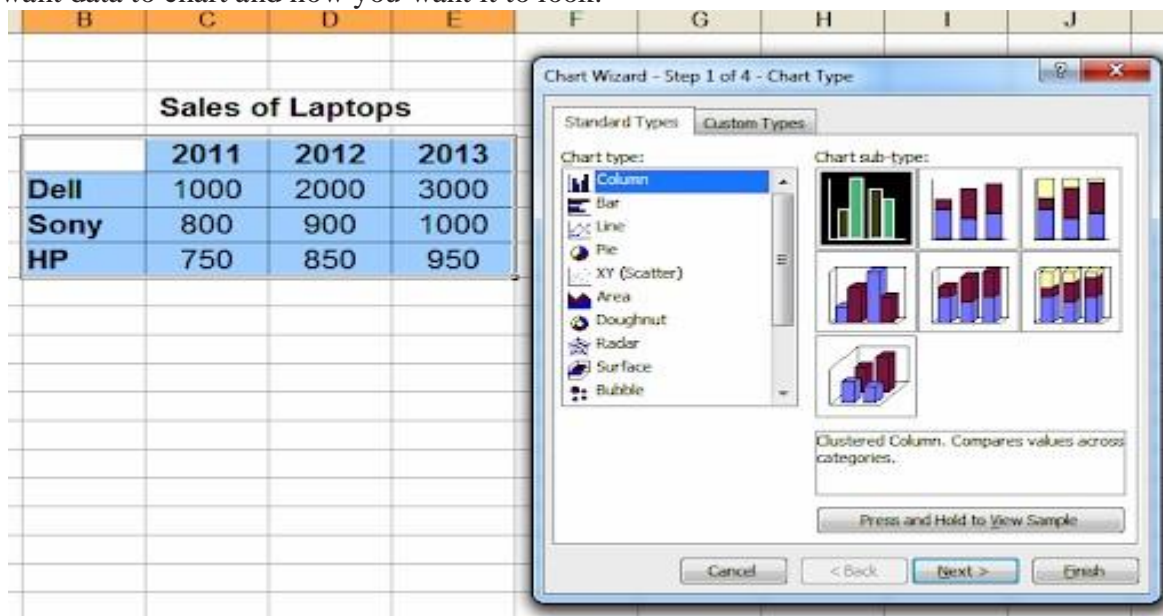 want data to chart and how you want it to look.
B C D E F G H I J
Sales of Laptops
2011 2012 2013
Dell 1000 2000 3000
Sony 800 900 1000
HP 750 850 950
Chart Wizard - Step 1 of 4 - Chart Type
Standard Types Custom Types
Chart type:
Column
Bar
Line
Pie
XY (Scatter)
Area
Doughnut
Radar
Surface
Bubble
Chart sub-type:
Clustered Column. Compares values across
categories.
Press and Hold to View Sample
Cancel < Back Next > Finish